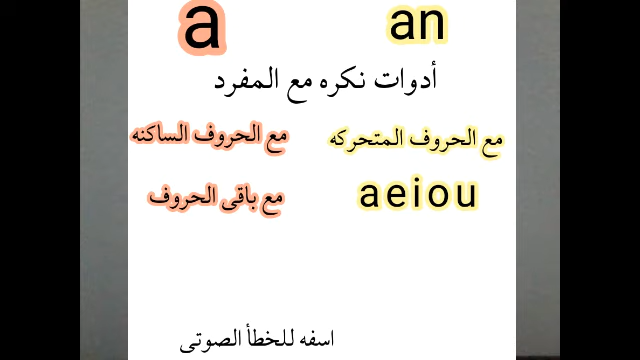 a an
أدوات نكره مع المفرد
مع الحروف المتحركه مع الحروف الساكنه
aeiou مع باقى الحروف
اسفه للخطأ الصوتى